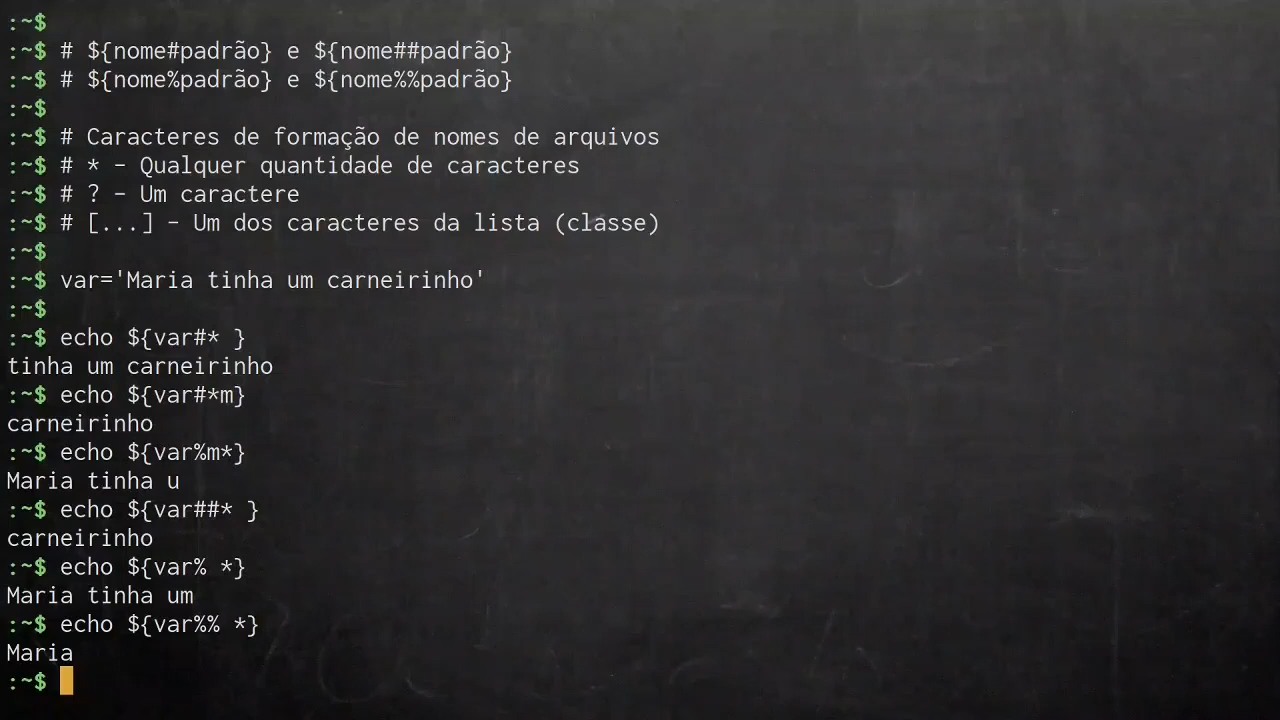 :~$
:~$ # ${nome#padrão} e ${nome##padrão}
:~$ # ${nome%padrão} e ${nome%%padrão}
:~$
:~$ # Caracteres de formação de nomes de arquivos
:~$ # * - Qualquer quantidade de caracteres
:~$ # ? - Um caractere
:~$ # [...] - Um dos caracteres da lista (classe)
:~$
:~$ var='Maria tinha um carneirinho'
:~$
:~$ echo ${var#* }
tinha um carneirinho
:~$ echo ${var#*m}
carneirinho
:~$ echo ${var%m*}
Maria tinha u
:~$ echo ${var##* }
carneirinho
:~$ echo ${var% *}
Maria tinha um
:~$ echo ${var%% *}
Maria
:~$